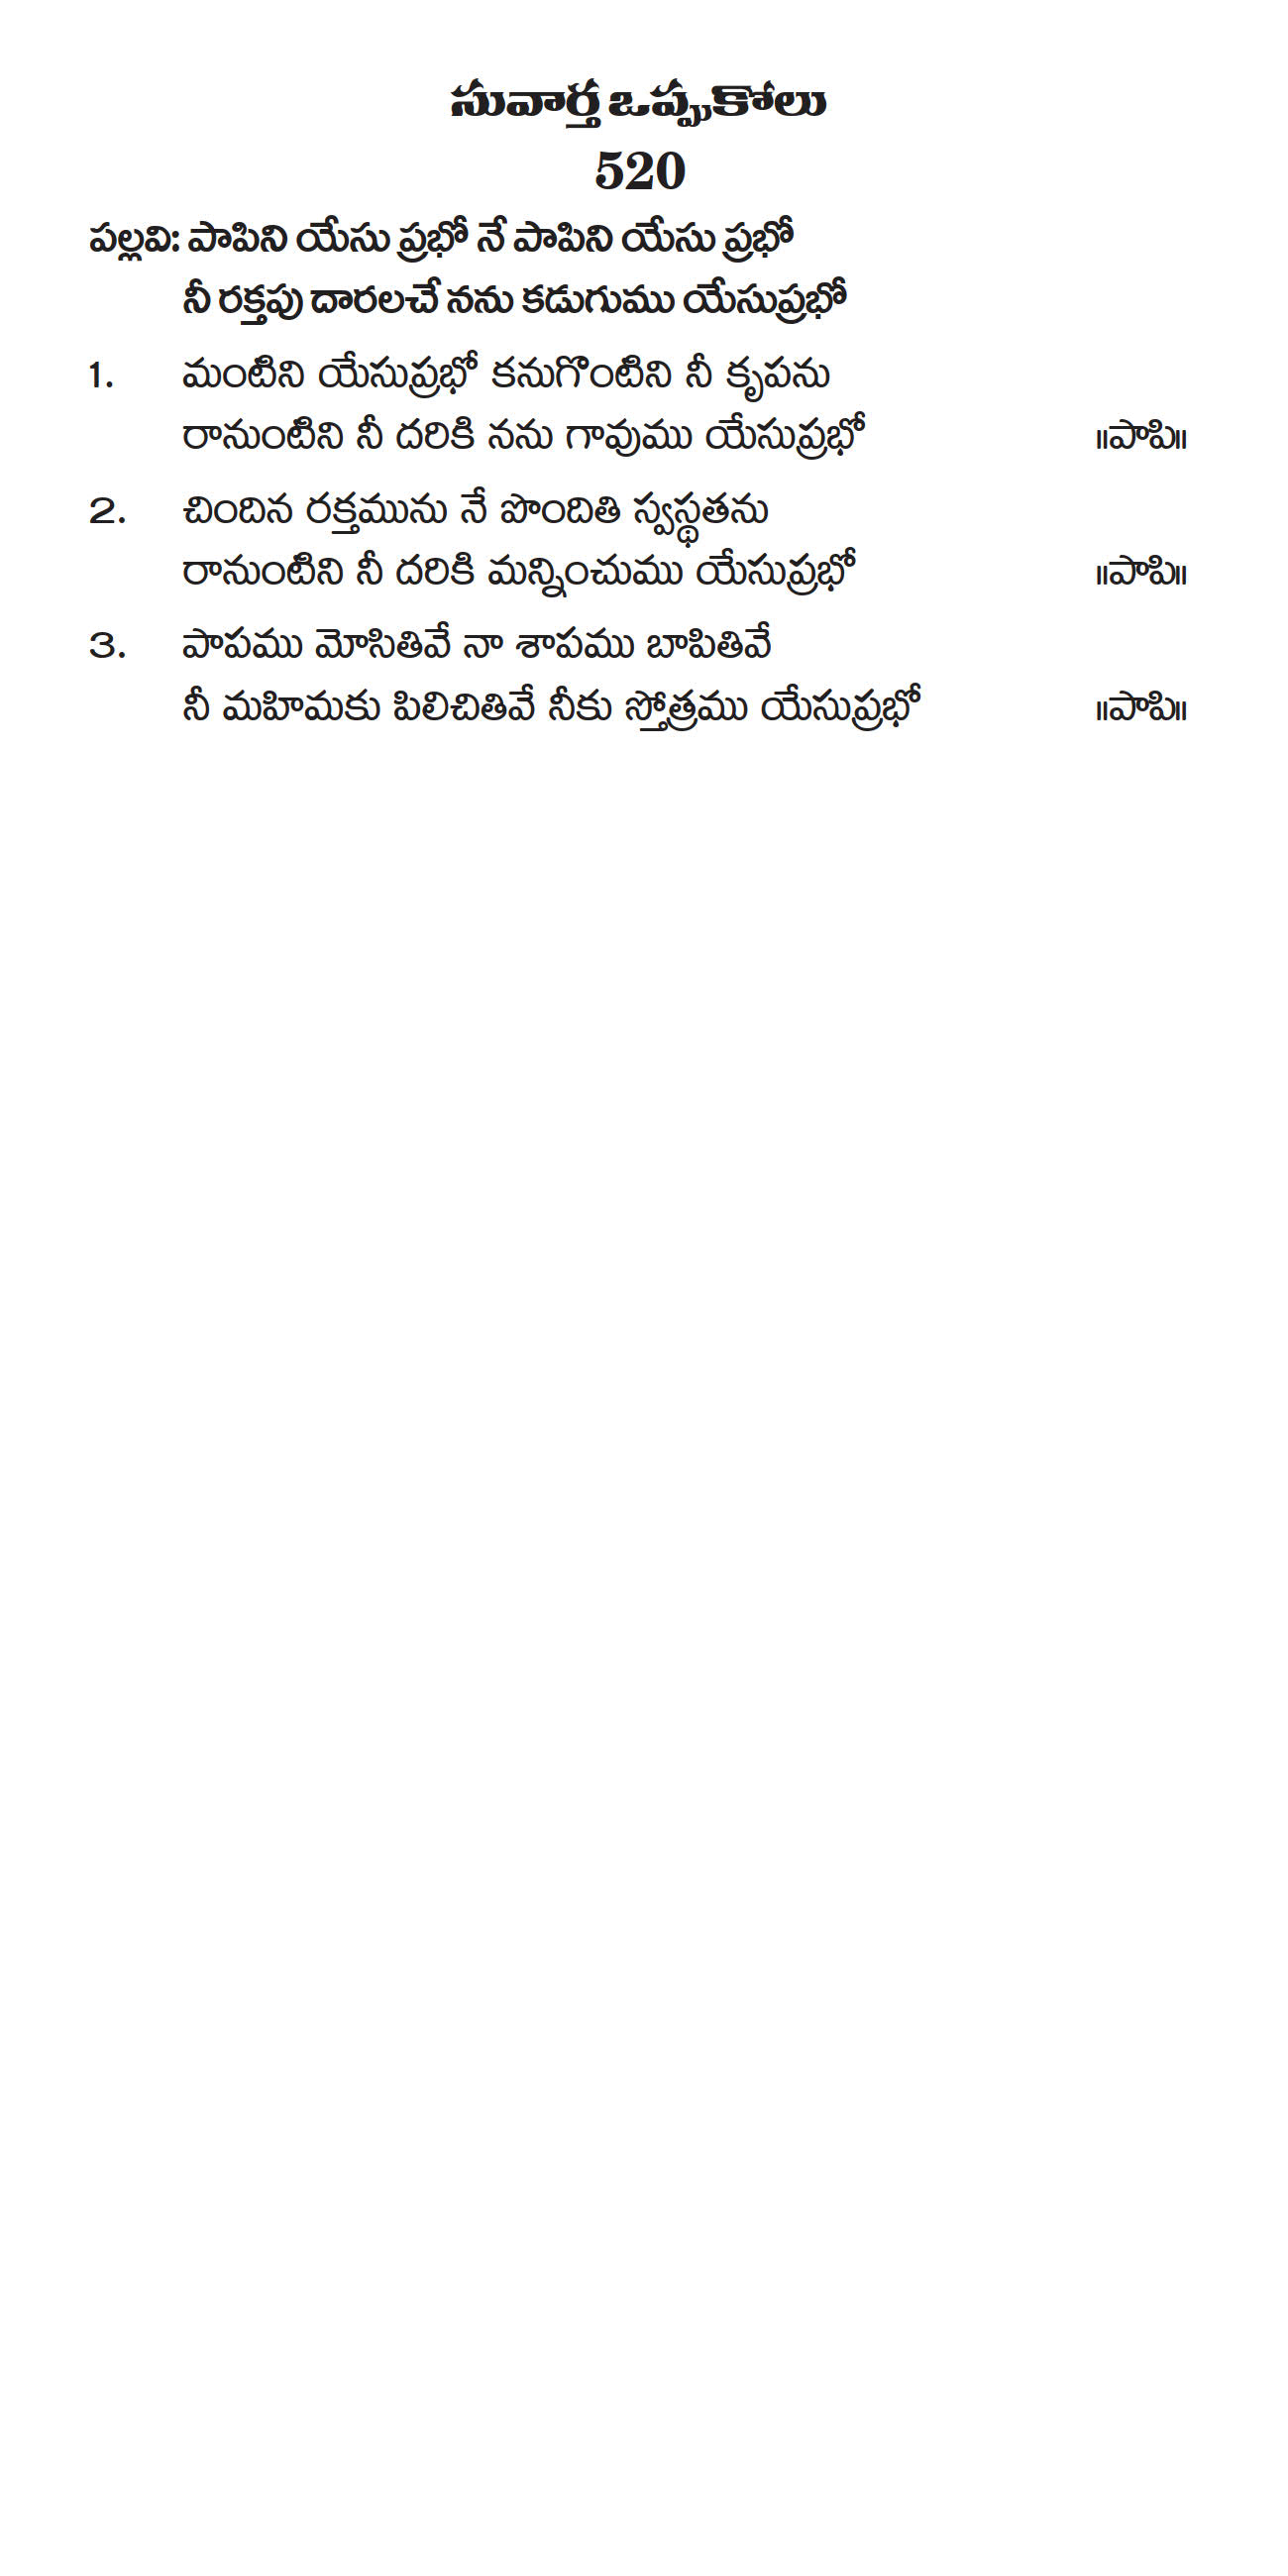 సువార్త ఒప్పుకోలు
520
పల్లవి: పాపిని యేసు ప్రభో నే పాపిని యేసు ప్రభో
నీ రక్తపు దారలచే నను కడుగుము యేసుప్రభో
1. మంటిని యేసుప్రభో కనుగొంటిని నీ కృపను
రానుంటిని నీ దరికి నను గావుము యేసుప్రభో ॥పాపి॥
2. చిందిన రక్తమును నే పొందితి స్వస్థతను
రానుంటిని నీ దరికి మన్నించుము యేసుప్రభో ॥పాపి॥
3. పాపము మోసితివే నా శాపము బాపితివే
నీ మహిమకు పిలిచితివే నీకు స్తోత్రము యేసుప్రభో ॥పాపి॥